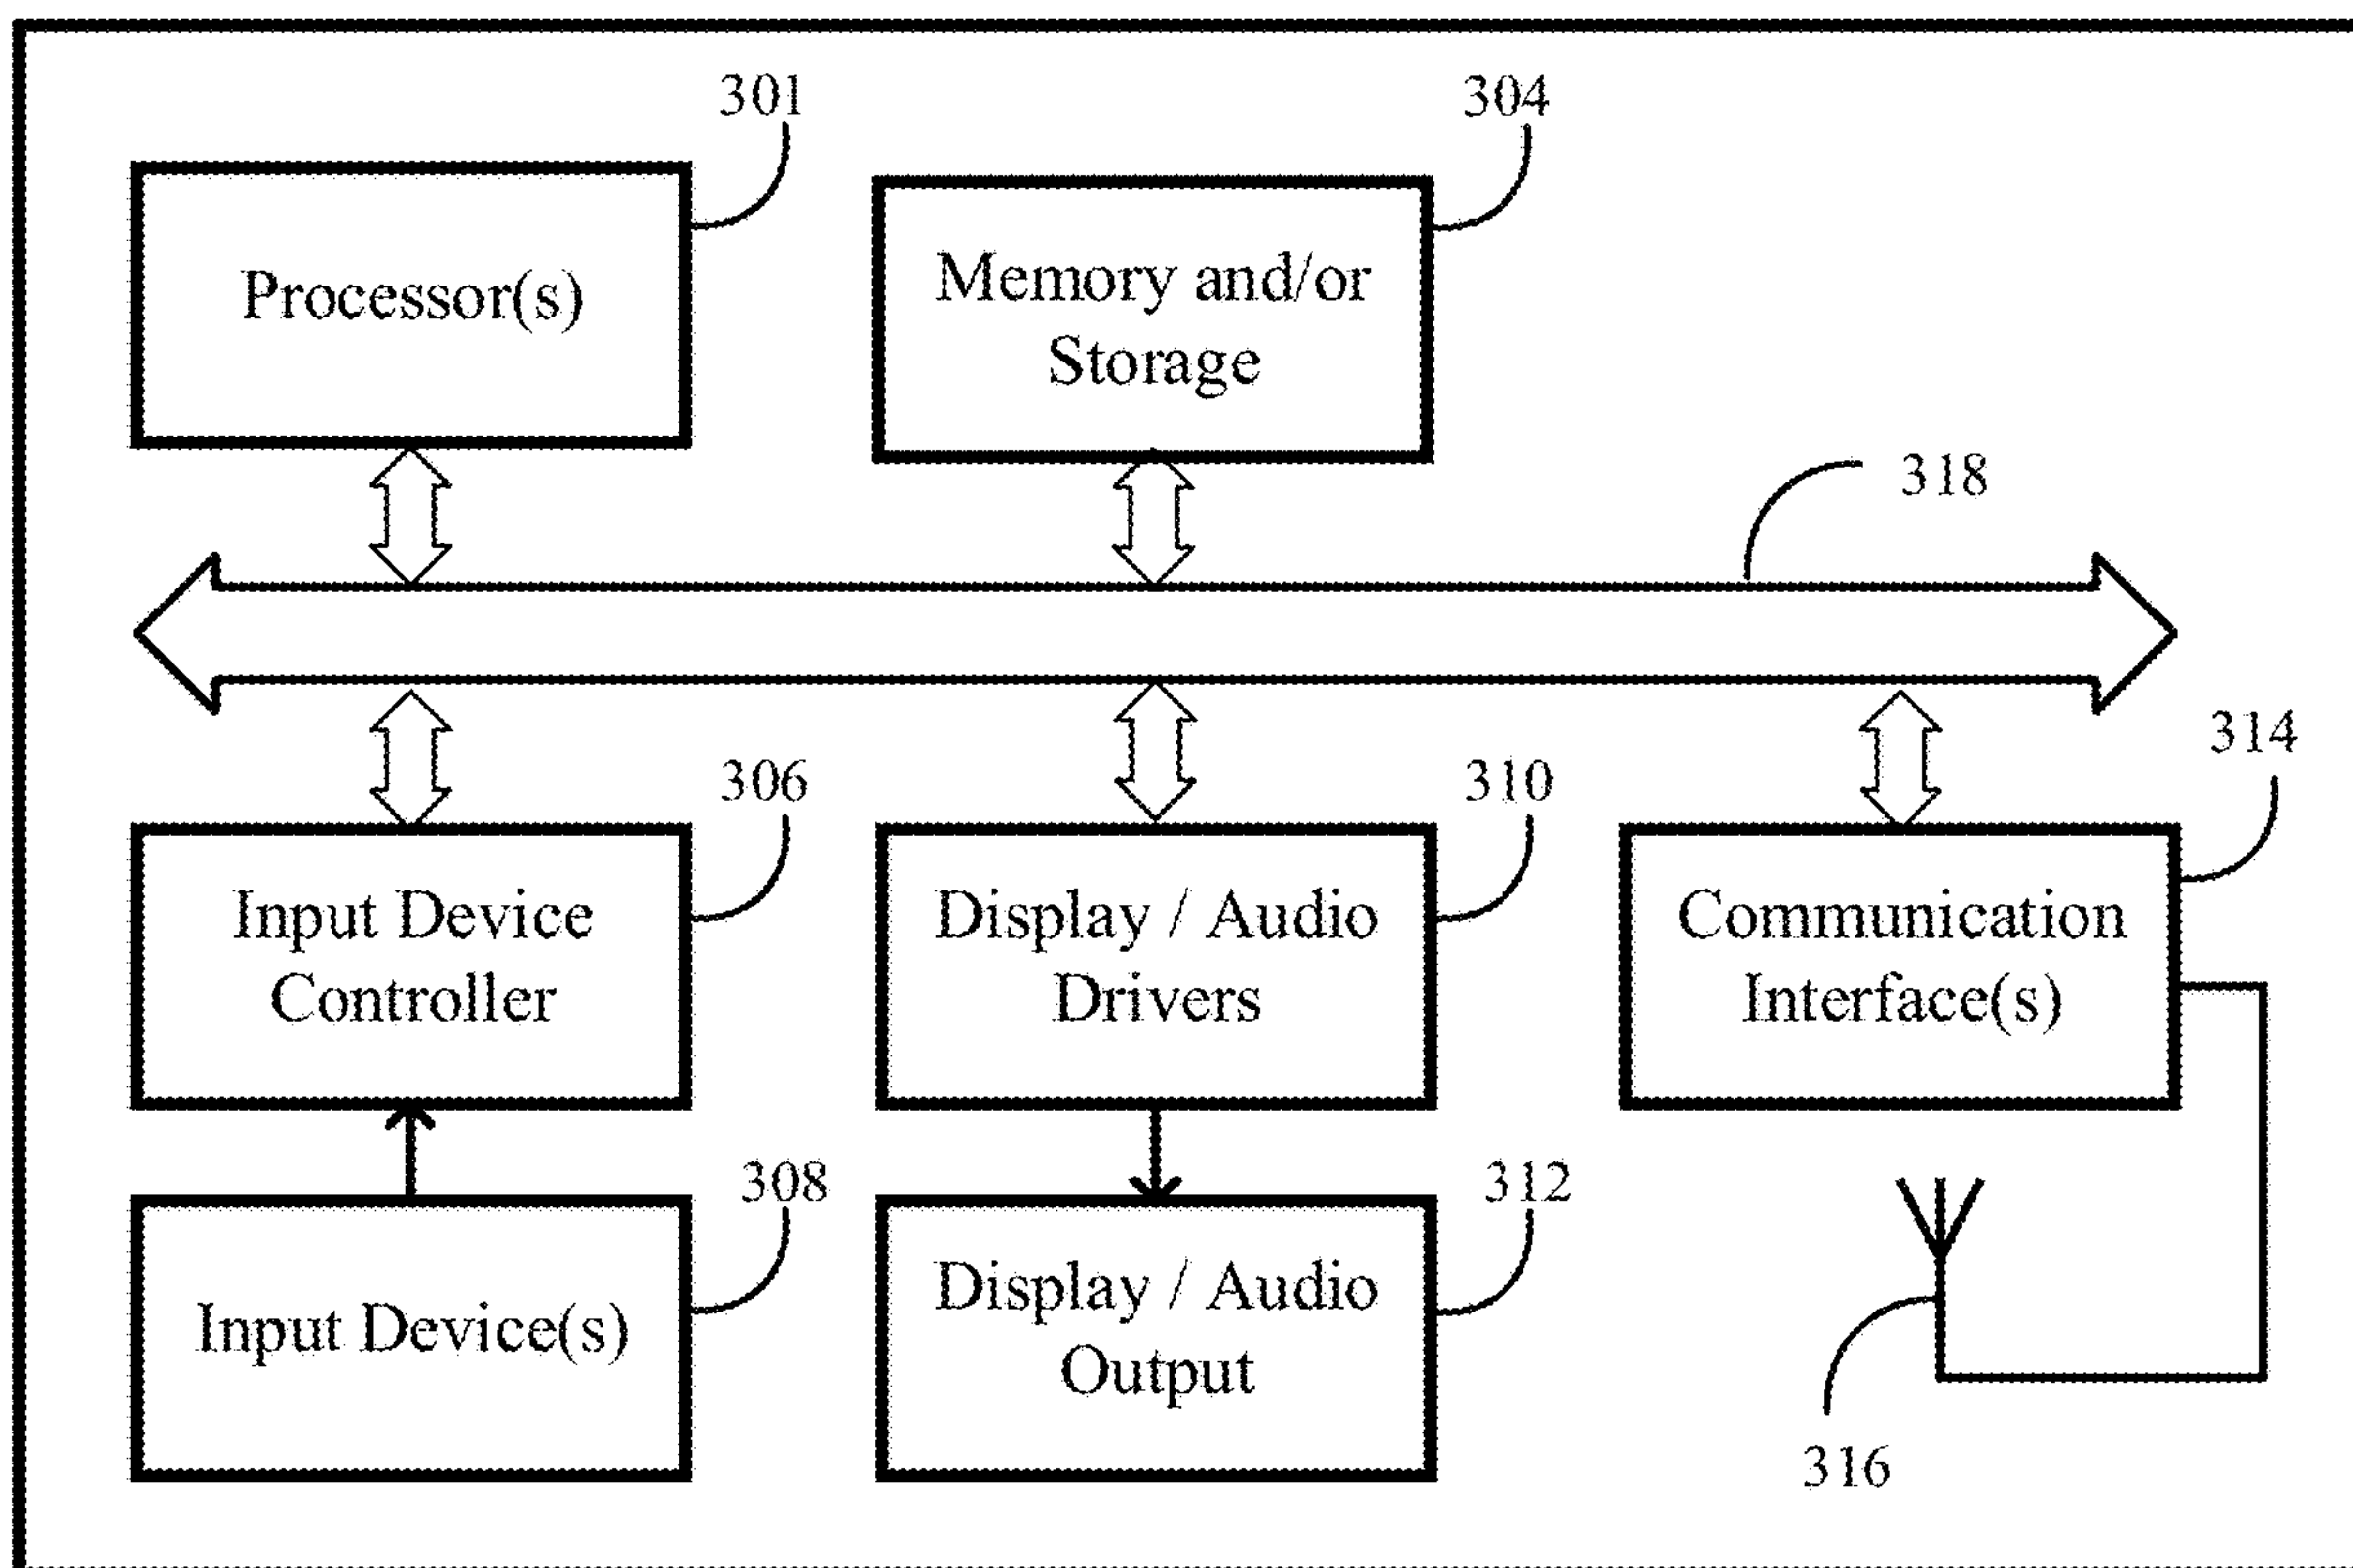 301
304
Processor(s)
Memory and/or
Storage
318
314
306
310
Input Device
Controller
Display / Audio
Drivers
Communication
Interface(s)
308
312
Input Device(s)
Display / Audio
Output
316